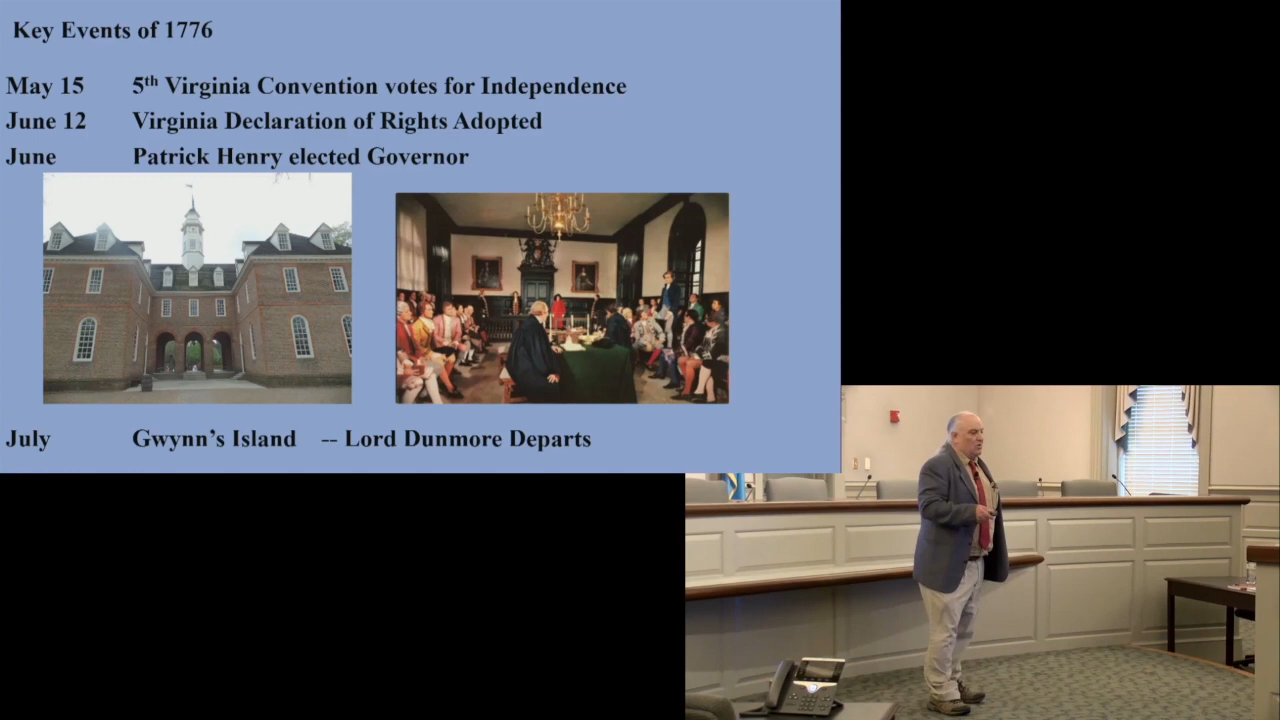 Key Events of 1776
May 15 5th Virginia Convention votes for Independence
June 12 Virginia Declaration of Rights Adopted
June Patrick Henry elected Governor
July Gwynn’s Island -- Lord Dunmore Departs